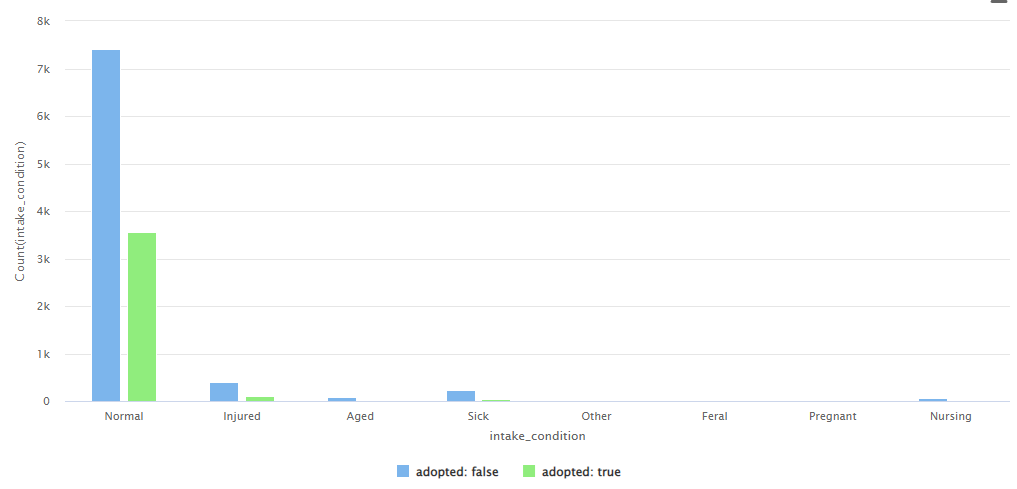 8k
7k
6k
5k
4k
3k
2k
1k
0
Count(intake_condition)
Normal Injured Aged Sick Other Feral Pregnant Nursing
intake_condition
adopted: false adopted: true